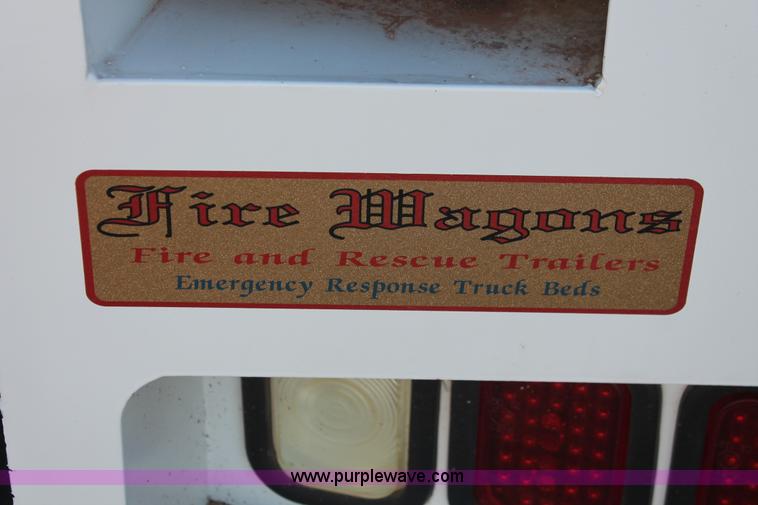 Fire Wagons
Fire and Rescue Trailers
Emergency Response Truck Beds
www.purplewave.com